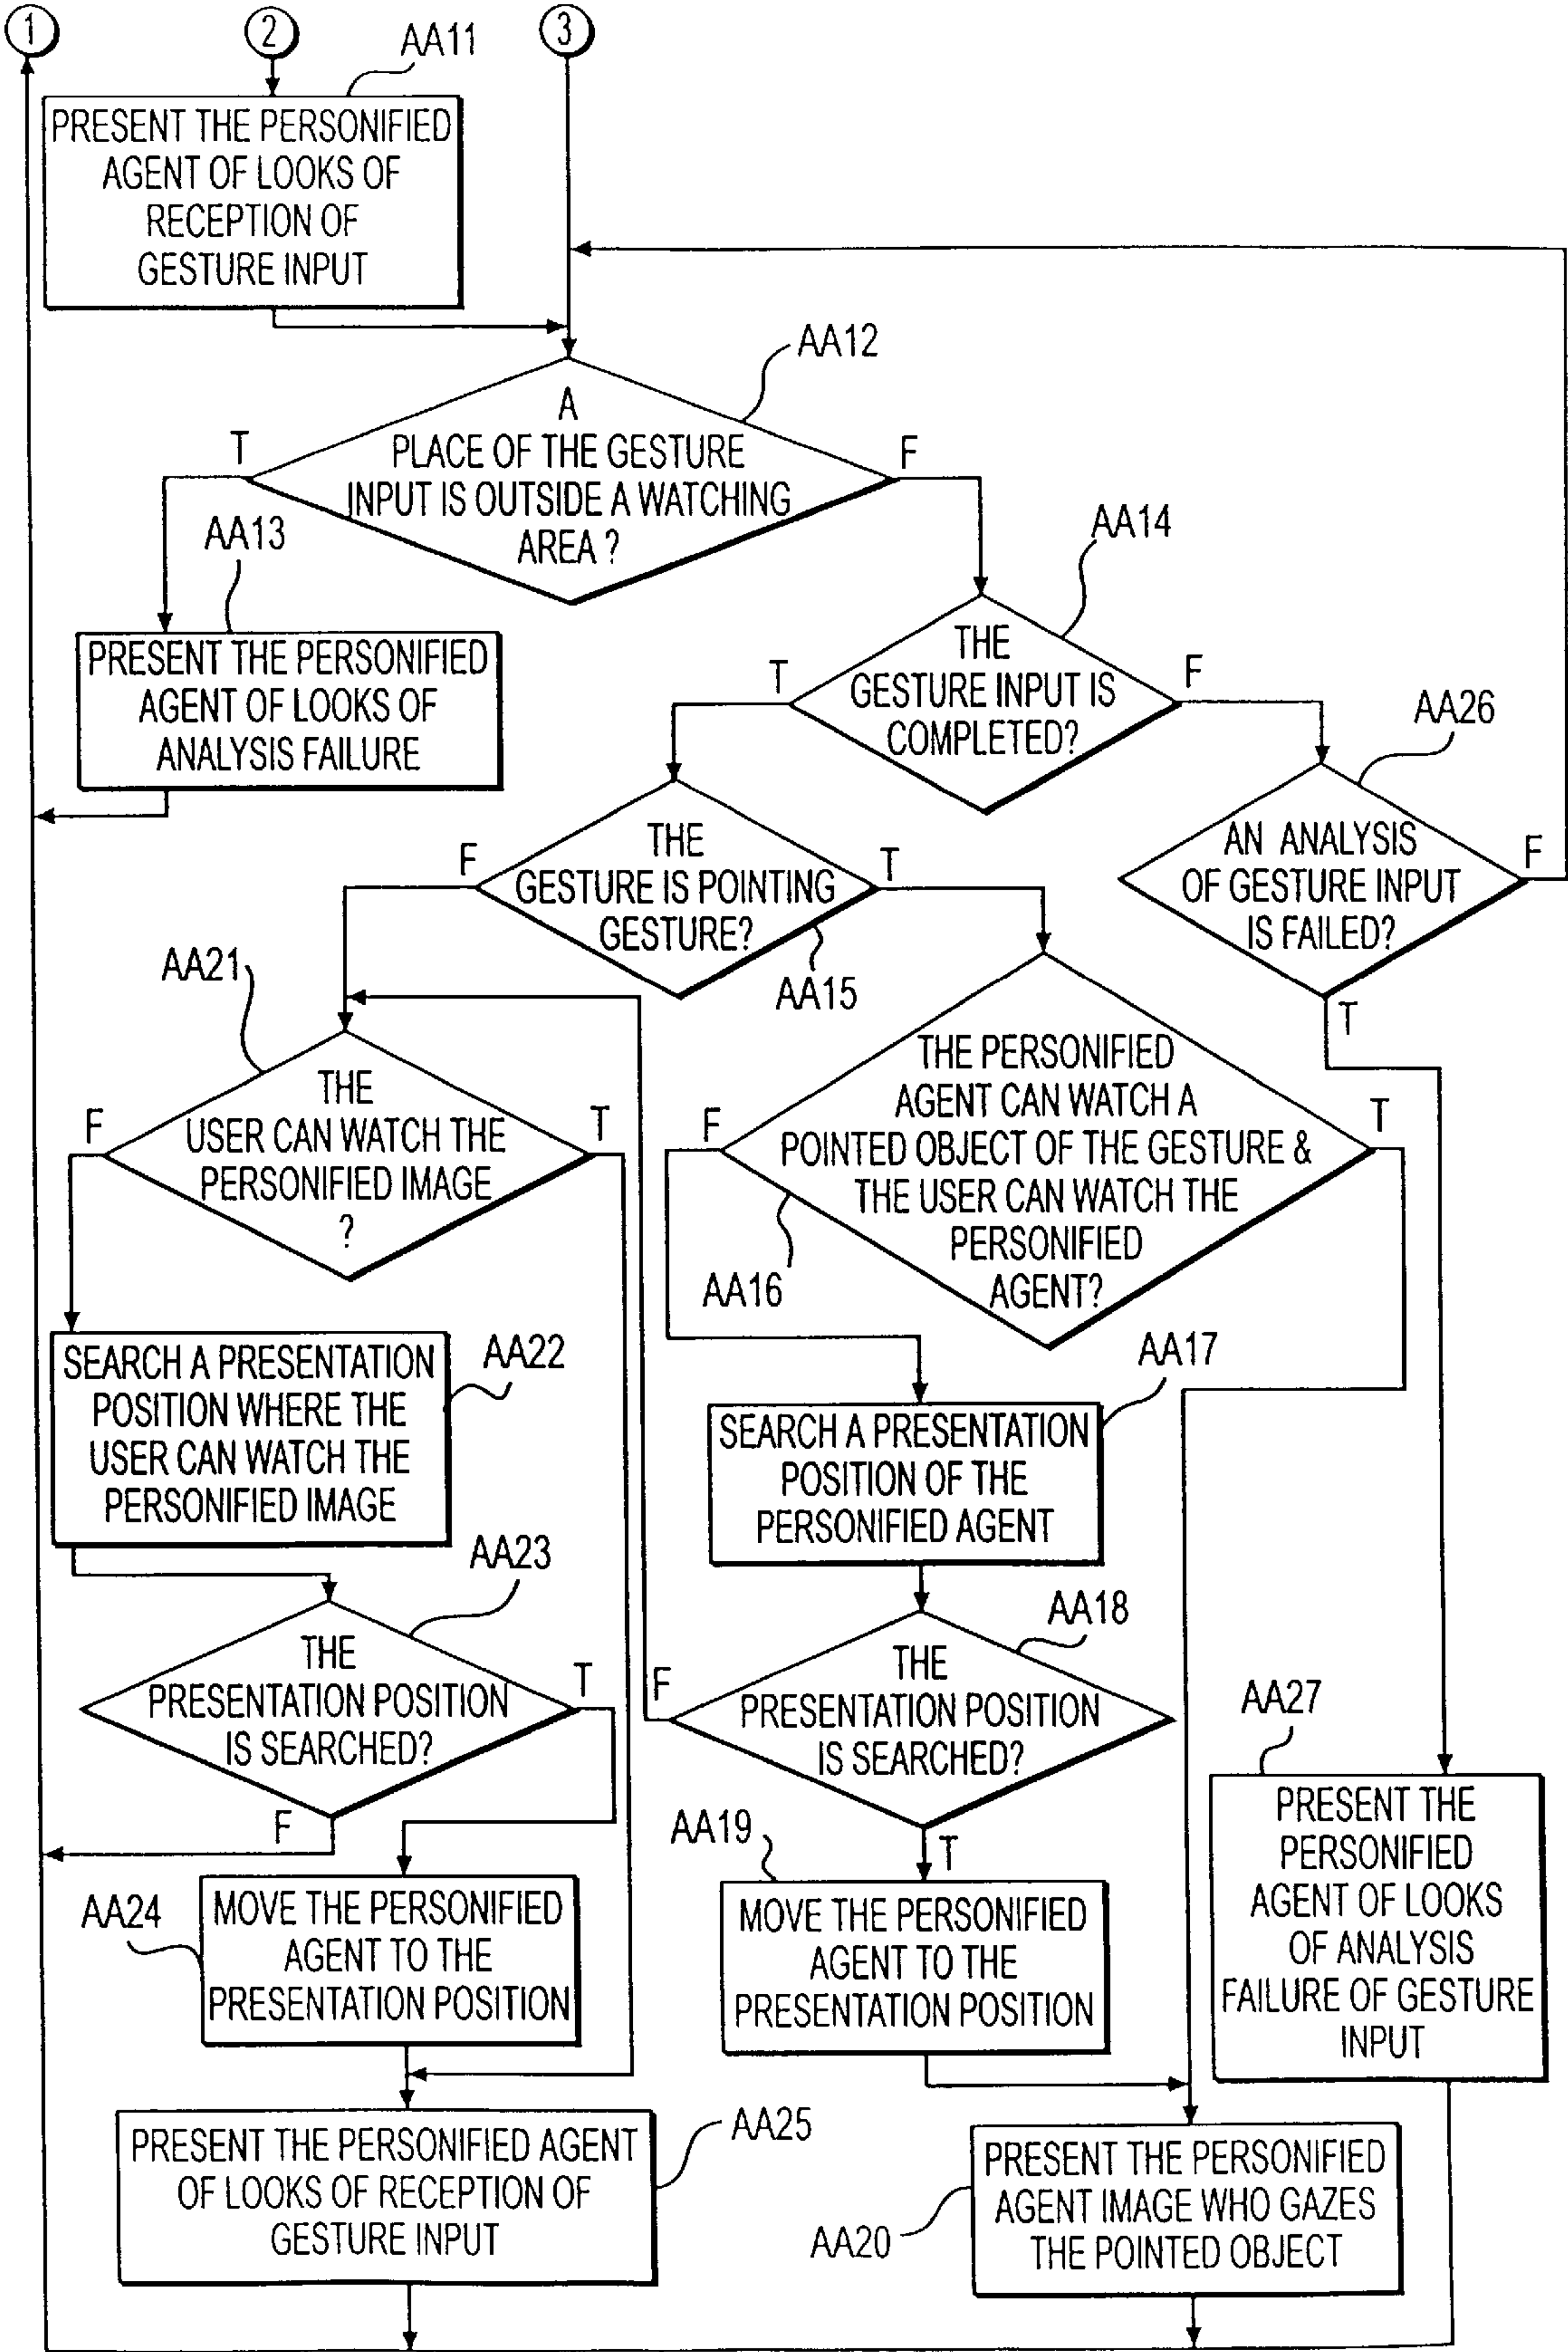 1
2
3
AA11
PRESENT THE PERSONIFIED
AGENT OF LOOKS OF
RECEPTION OF
GESTURE INPUT
AA12
A
PLACE OF THE GESTURE
INPUT IS OUTSIDE A WATCHING
AREA ?
T
F
AA13
PRESENT THE PERSONIFIED
AGENT OF LOOKS OF
ANALYSIS FAILURE
AA14
THE
GESTURE INPUT IS
COMPLETED?
T
F
AA26
AN ANALYSIS
OF GESTURE INPUT
IS FAILED?
F
T
THE
GESTURE IS POINTING
GESTURE?
F
T
AA15
AA21
THE
USER CAN WATCH THE
PERSONIFIED IMAGE
?
F
T
THE PERSONIFIED
AGENT CAN WATCH A
POINTED OBJECT OF THE GESTURE &
THE USER CAN WATCH THE
PERSONIFIED
AGENT?
F
T
AA16
SEARCH A PRESENTATION
POSITION WHERE THE
USER CAN WATCH THE
PERSONIFIED IMAGE
AA22
AA17
SEARCH A PRESENTATION
POSITION OF THE
PERSONIFIED AGENT
AA23
THE
PRESENTATION POSITION
IS SEARCHED?
T
F
AA18
THE
PRESENTATION POSITION
IS SEARCHED?
F
T
AA27
PRESENT THE
PERSONIFIED
AGENT OF LOOKS
OF ANALYSIS
FAILURE OF GESTURE
INPUT
AA24
MOVE THE PERSONIFIED
AGENT TO THE
PRESENTATION POSITION
AA19
MOVE THE PERSONIFIED
AGENT TO THE
PRESENTATION POSITION
PRESENT THE PERSONIFIED AGENT
OF LOOKS OF RECEPTION OF
GESTURE INPUT
AA25
PRESENT THE PERSONIFIED
AGENT IMAGE WHO GAZES
THE POINTED OBJECT
AA20